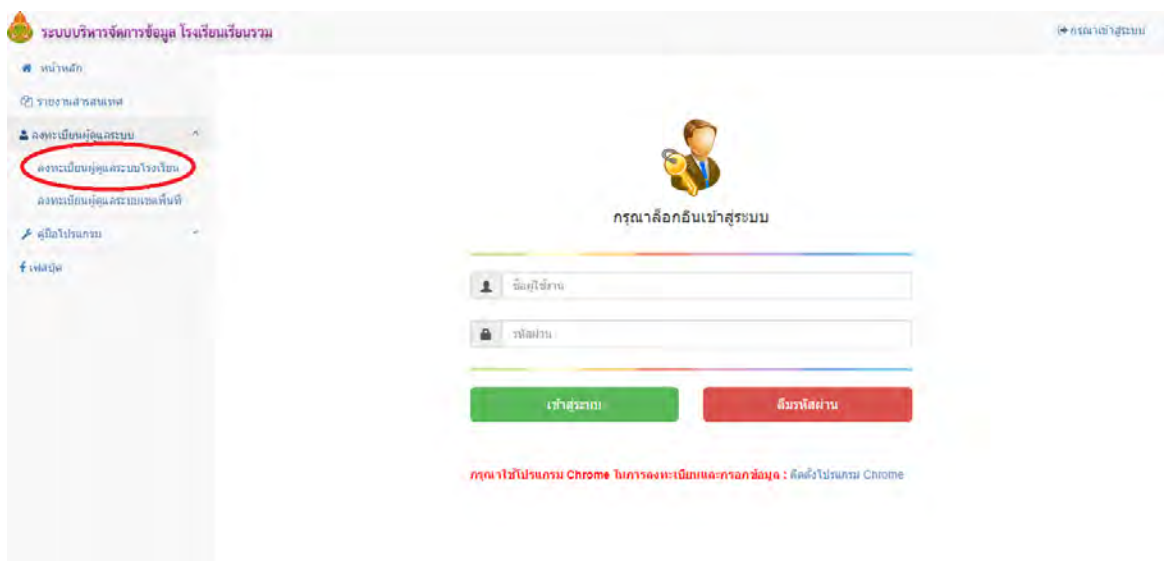 ระบบบริหารจัดการข้อมูล โรงเรียนเรียนรวม
กรุณาเข้าสู่ระบบ
หน้าหลัก
รายงานสารสนเทศ
ลงทะเบียนผู้ดูแลระบบ
ลงทะเบียนผู้ดูแลระบบโรงเรียน
ลงทะเบียนผู้ดูแลระบบเขตพื้นที่
คู่มือโปรแกรม
เฟสบุ๊ค
กรุณาล็อกอินเข้าสู่ระบบ
ชื่อผู้ใช้งาน
รหัสผ่าน
เข้าสู่ระบบ
ลืมรหัสผ่าน
กรุณาใช้โปรแกรม Chrome ในการลงทะเบียนและกรอกข้อมูล : ติดตั้งโปรแกรม Chrome